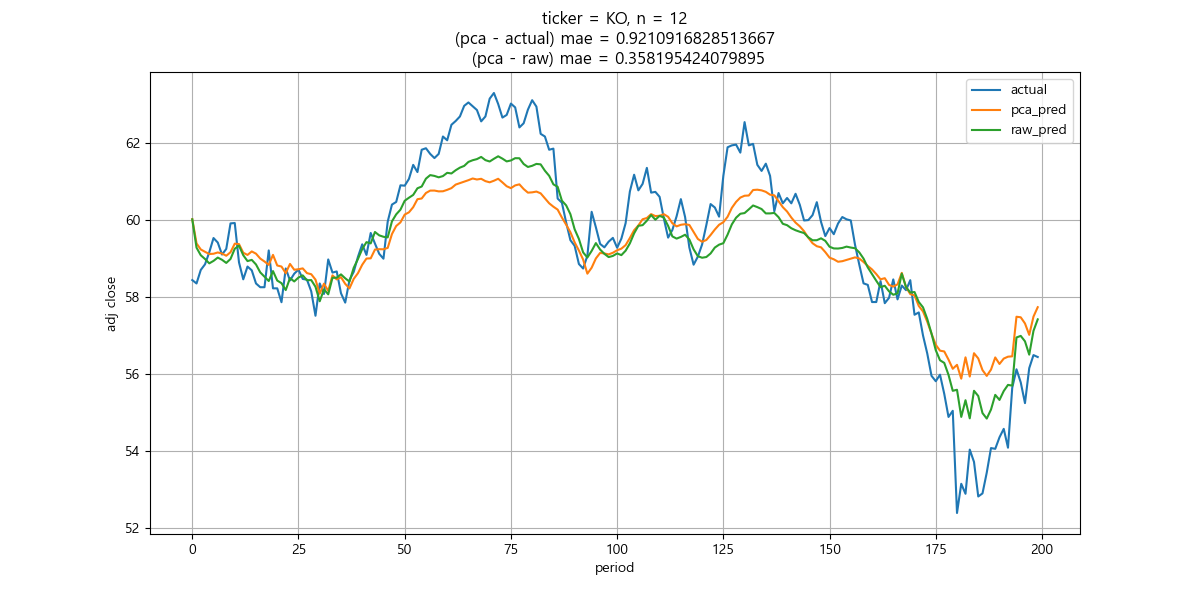 ticker = KO, n = 12
(pca - actual) mae = 0.9210916828513667
(pca - raw) mae = 0.358195424079895
actual
pca_pred
raw_pred
adj close
62
60
58
56
54
52
0 25 50 75 100 125 150 175 200
period